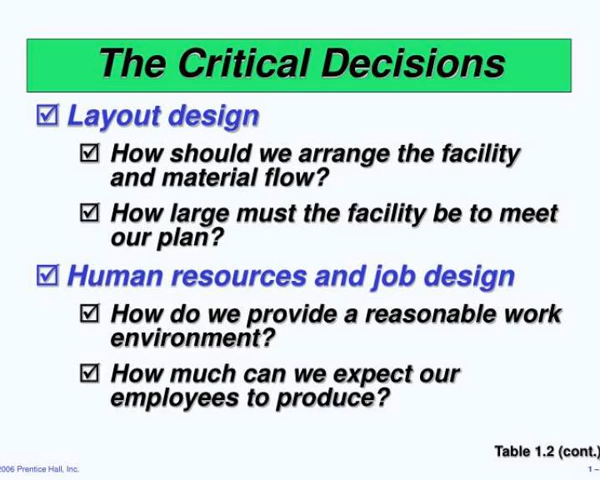 The Critical Decisions
Layout design
How should we arrange the facility
and material flow?
How large must the facility be to meet
our plan?
Human resources and job design
How do we provide a reasonable work
environment?
How much can we expect our
employees to produce?
Table 1.2 (cont.)
2006 Prentice Hall, Inc.
1 –